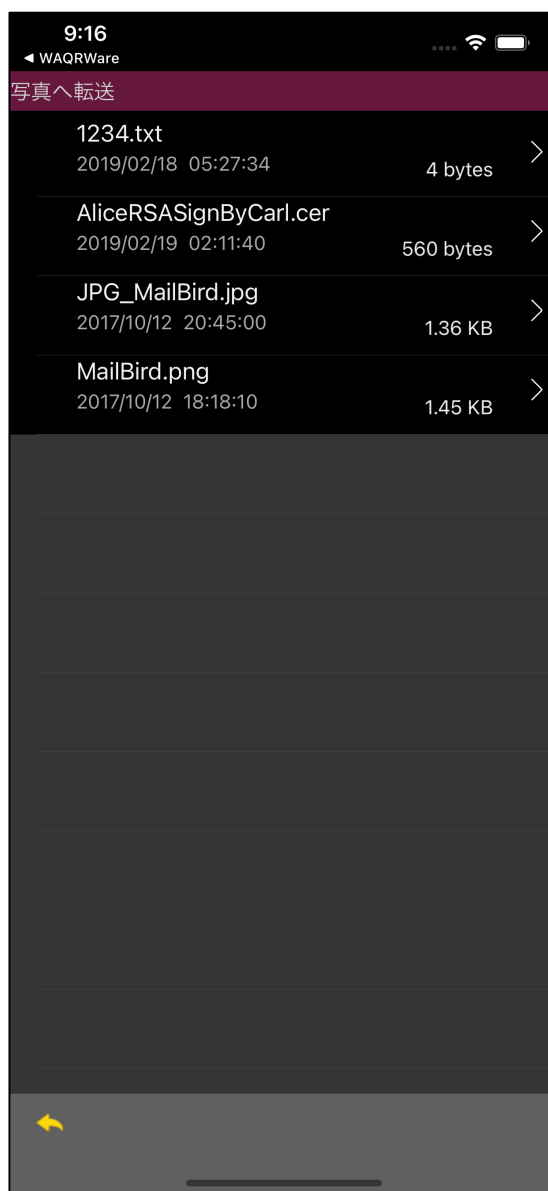 9:16
◀ WAQRWare
写真へ転送
1234.txt
2019/02/18 05:27:34
4 bytes
AliceRSASignByCarl.cer
2019/02/19 02:11:40
560 bytes
JPG_MailBird.jpg
2017/10/12 20:45:00
1.36 KB
MailBird.png
2017/10/12 18:18:10
1.45 KB